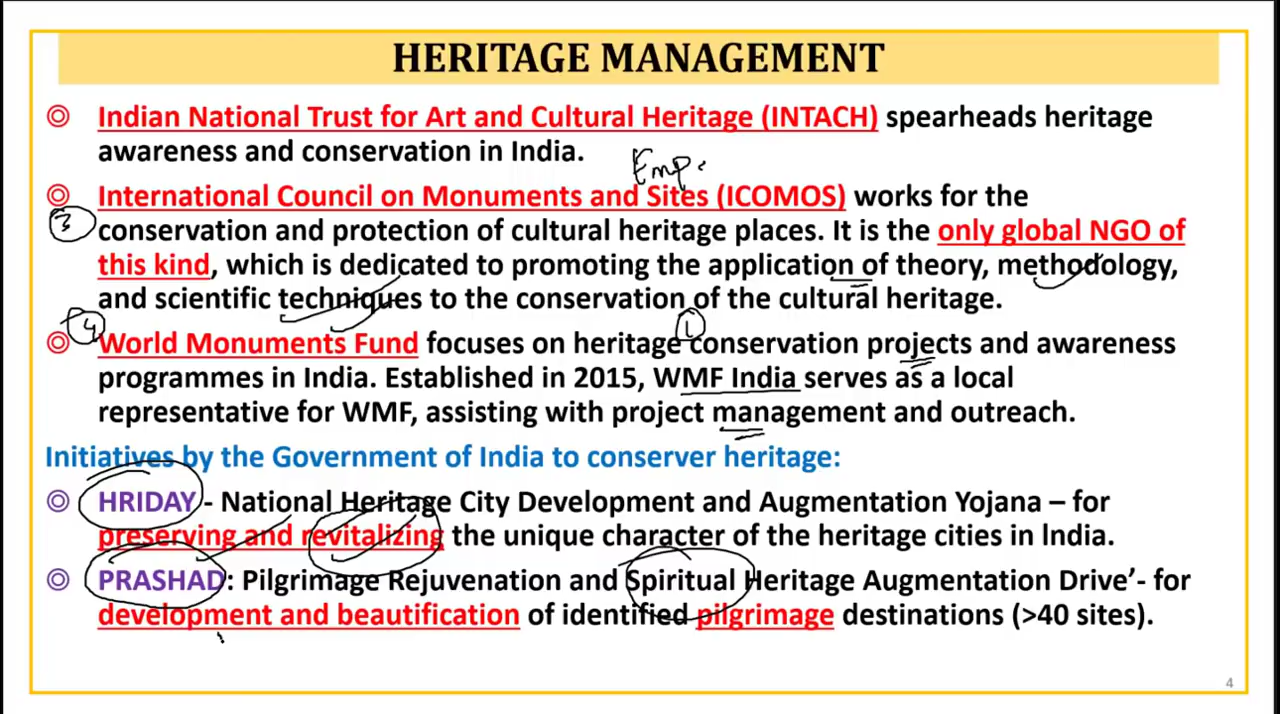 HERITAGE MANAGEMENT
◎ Indian National Trust for Art and Cultural Heritage (INTACH) spearheads heritage
awareness and conservation in India.
Emp.
◎ International Council on Monuments and Sites (ICOMOS) works for the
3
conservation and protection of cultural heritage places. It is the only global NGO of
this kind, which is dedicated to promoting the application of theory, methodology,
and scientific techniques to the conservation of the cultural heritage.
4
1
◎ World Monuments Fund focuses on heritage conservation projects and awareness
programmes in India. Established in 2015, WMF India serves as a local
representative for WMF, assisting with project management and outreach.
Initiatives by the Government of India to conserver heritage:
◎ HRIDAY - National Heritage City Development and Augmentation Yojana – for
preserving and revitalizing the unique character of the heritage cities in India.
◎ PRASHAD: Pilgrimage Rejuvenation and Spiritual Heritage Augmentation Drive’- for
development and beautification of identified pilgrimage destinations (>40 sites).
4